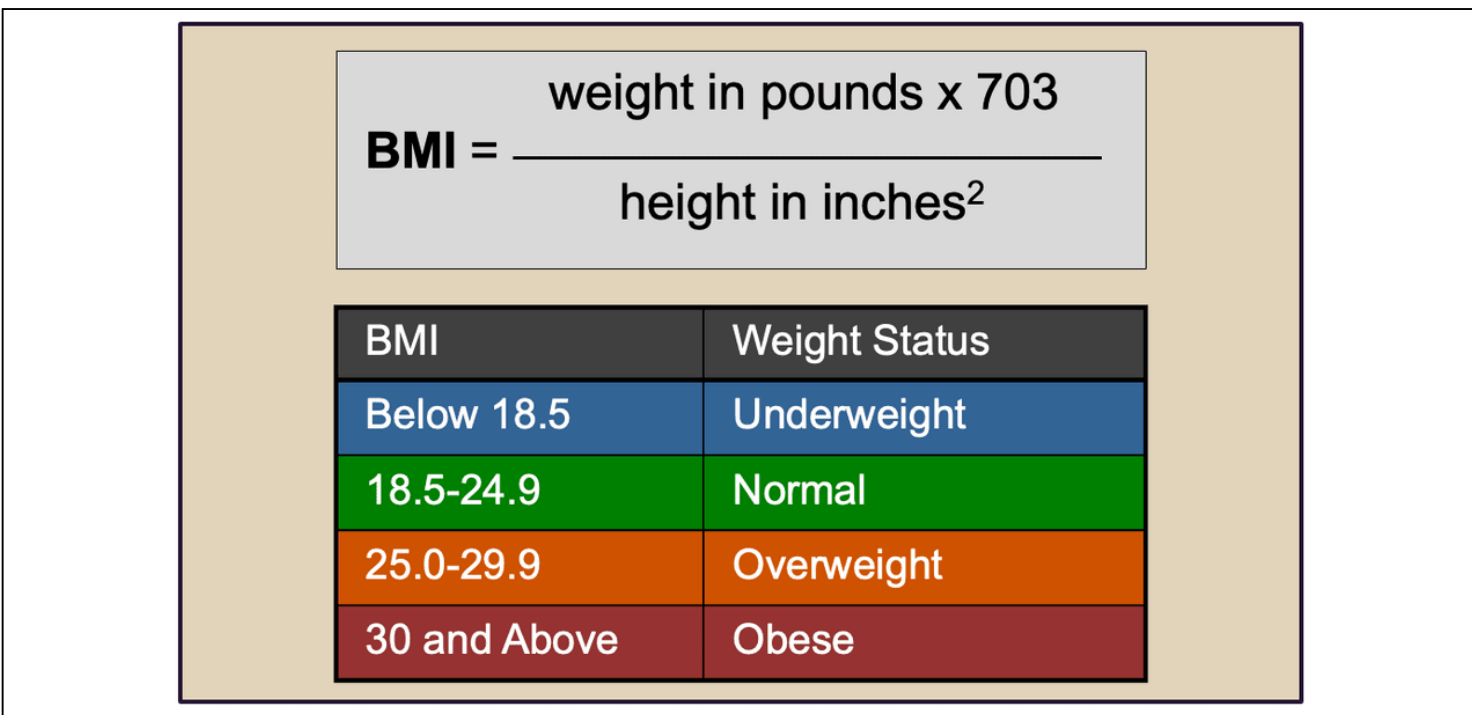 weight in pounds x 703
BMI =
height in inches²
BMI Weight Status
Below 18.5 Underweight
18.5-24.9 Normal
25.0-29.9 Overweight
30 and Above Obese